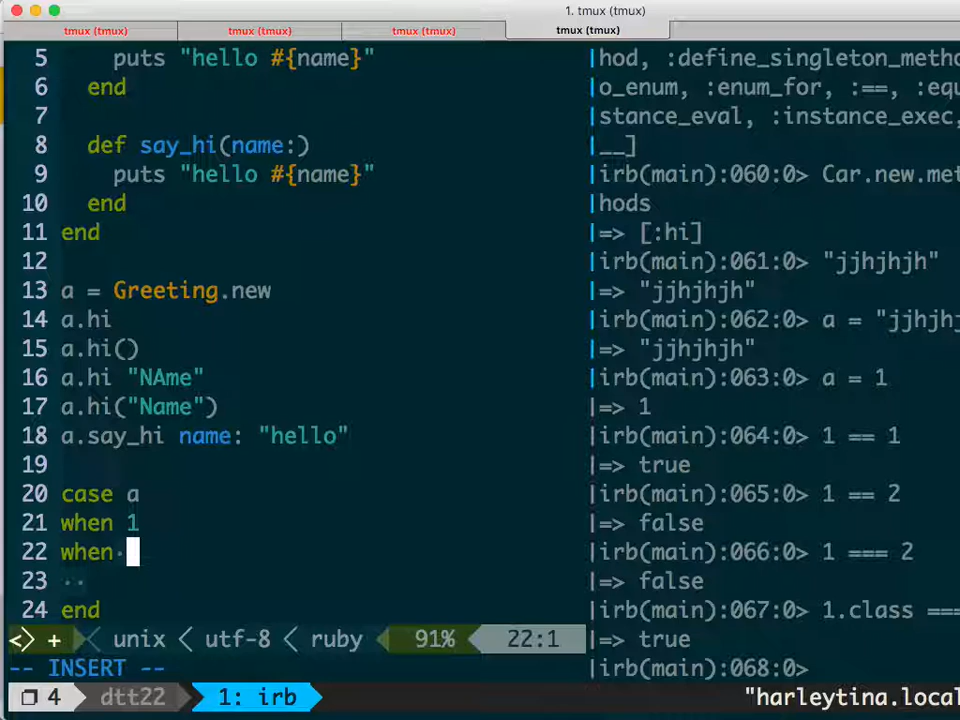 1. tmux (tmux)
tmux (tmux) tmux (tmux) tmux (tmux) tmux (tmux)
5 puts "hello #{name}"
6 end
7
8 def say_hi(name:)
9 puts "hello #{name}"
10 end
11 end
12
13 a = Greeting.new
14 a.hi
15 a.hi()
16 a.hi "NAme"
17 a.hi("Name")
18 a.say_hi name: "hello"
19
20 case a
21 when 1
22 when·
23 ··
24 end
<> + unix < utf-8 < ruby 91% 22:1
-- INSERT --
|hod, :define_singleton_metho
|o_enum, :enum_for, :==, :equ
|stance_eval, :instance_exec,
|__]
|irb(main):060:0> Car.new.met
|hods
|=> [:hi]
|irb(main):061:0> "jjhjhjh"
|=> "jjhjhjh"
|irb(main):062:0> a = "jjhjhj
|=> "jjhjhjh"
|irb(main):063:0> a = 1
|=> 1
|irb(main):064:0> 1 == 1
|=> true
|irb(main):065:0> 1 == 2
|=> false
|irb(main):066:0> 1 === 2
|=> false
|irb(main):067:0> 1.class ===
|=> true
|irb(main):068:0>
4 dtt22 1: irb "harleytina.local